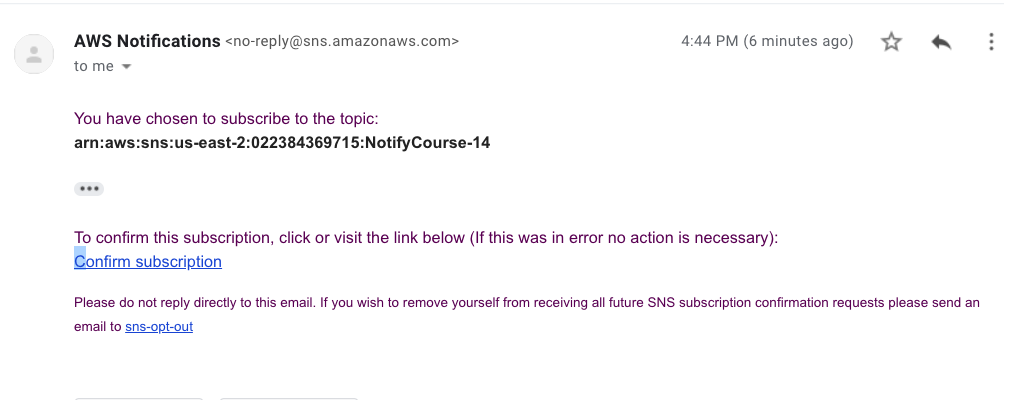 AWS Notifications <no-reply@sns.amazonaws.com> 4:44 PM (6 minutes ago)
to me
You have chosen to subscribe to the topic:
arn:aws:sns:us-east-2:022384369715:NotifyCourse-14
To confirm this subscription, click or visit the link below (If this was in error no action is necessary):
Confirm subscription
Please do not reply directly to this email. If you wish to remove yourself from receiving all future SNS subscription confirmation requests please send an
email to sns-opt-out